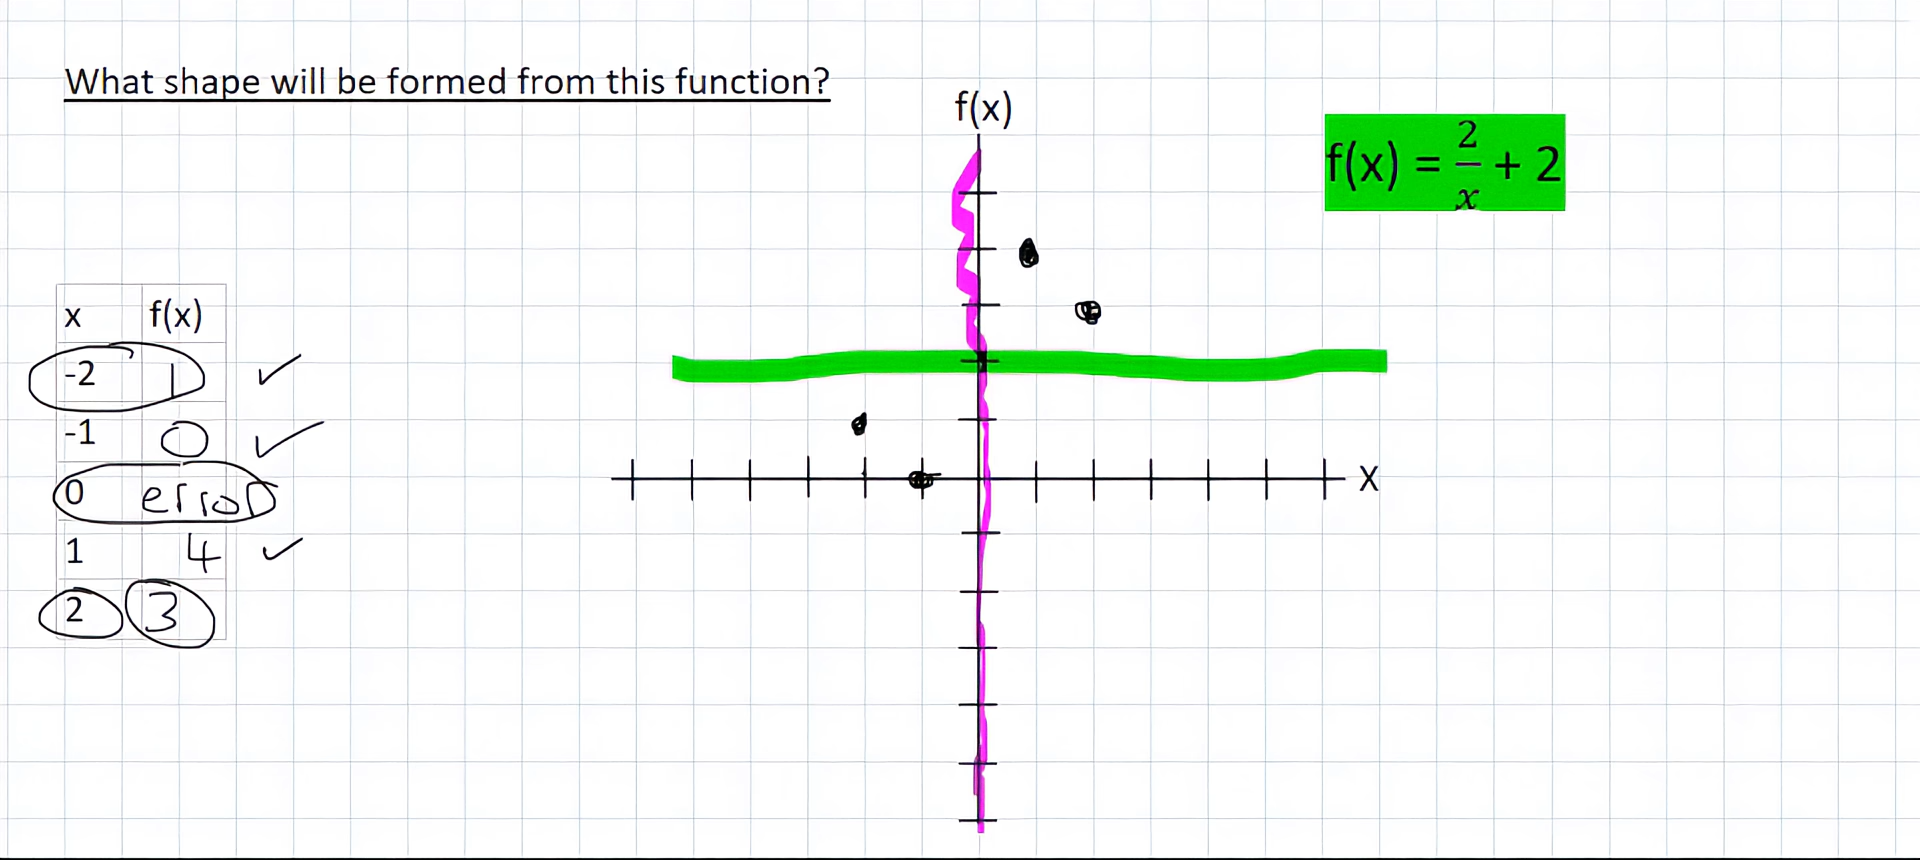 What shape will be formed from this function?
f(x)
f(x) = 2/x + 2
x f(x)
-2 1
-1 0
0 error
1 4
2 3
X